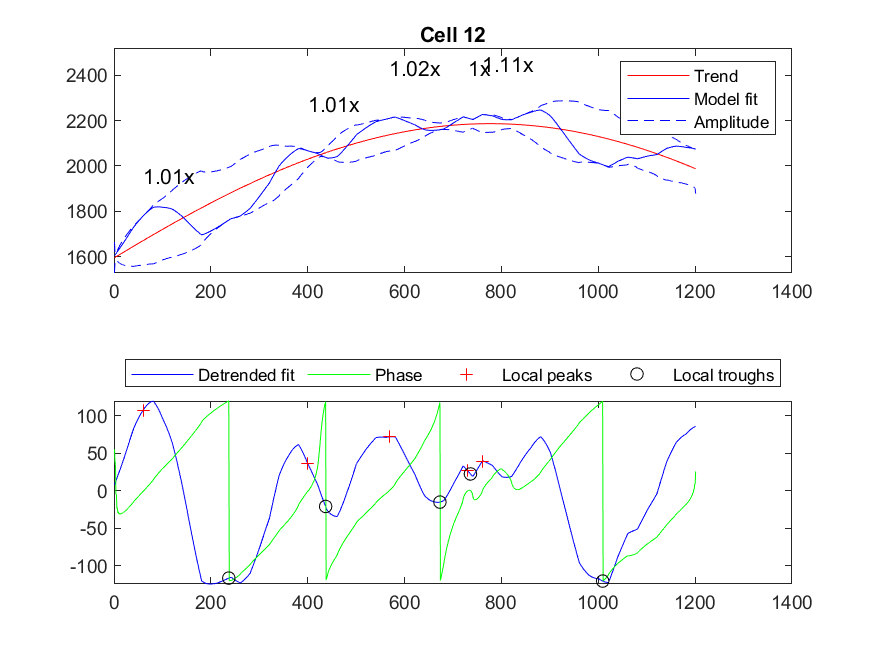 Cell 12
2400
2200
2000
1800
1600
1.01x
1.01x
1.02x
1x
1.11x
Trend
Model fit
Amplitude
0 200 400 600 800 1000 1200 1400
Detrended fit Phase Local peaks Local troughs
100
50
0
-50
-100
0 200 400 600 800 1000 1200 1400